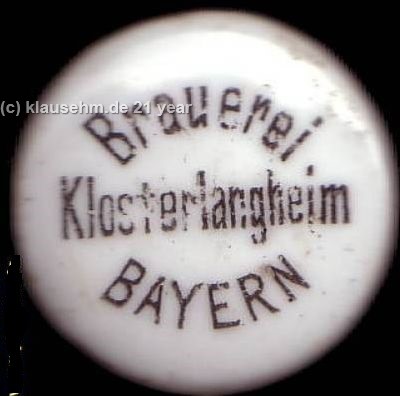 (c) klausehm.de 21 year
Brauerei
Klosterlangheim
BAYERN